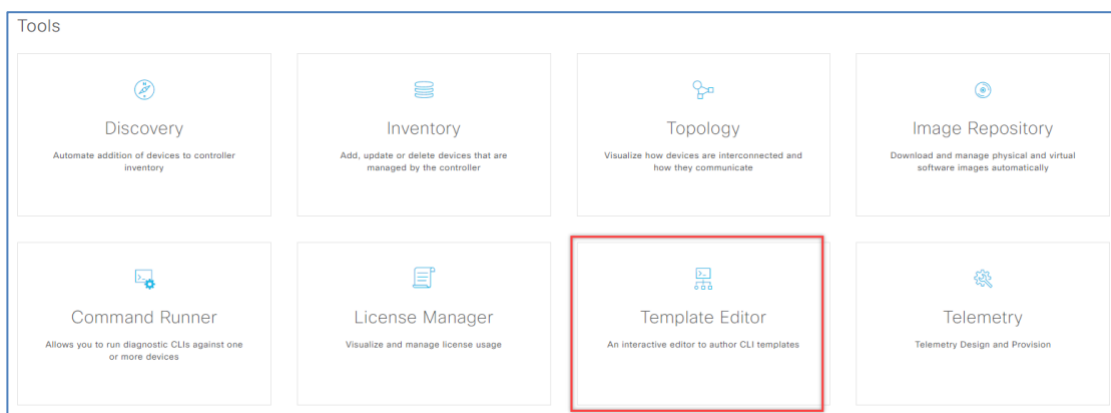 Tools
Discovery
Automate addition of devices to controller
inventory
Inventory
Add, update or delete devices that are
managed by the controller
Topology
Visualize how devices are interconnected and
how they communicate
Image Repository
Download and manage physical and virtual
software images automatically
Command Runner
Allows you to run diagnostic CLIs against one
or more devices
License Manager
Visualize and manage license usage
Template Editor
An interactive editor to author CLI templates
Telemetry
Telemetry Design and Provision